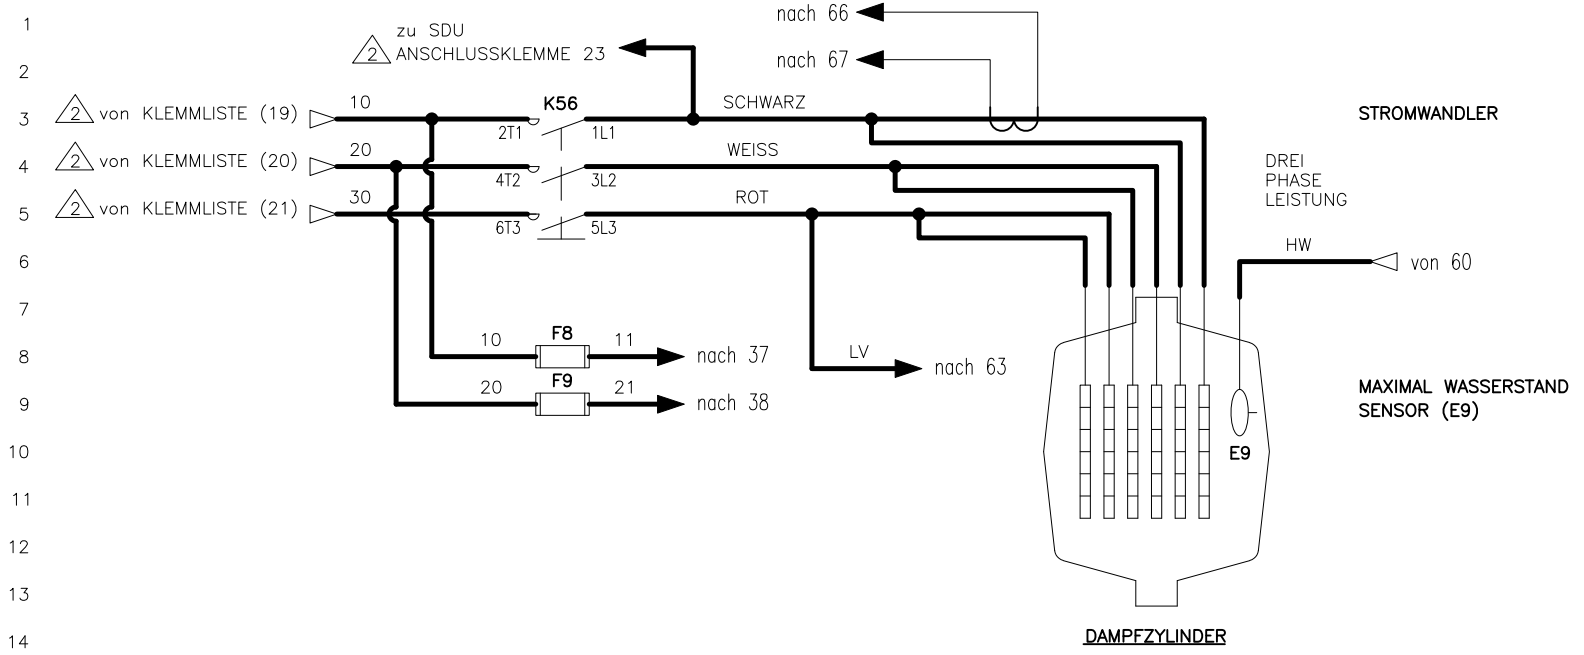 1
nach 66
zu SDU
2 ANSCHLUSSKLEMME 23
2
nach 67
2 von KLEMMLISTE (19)
10
K56
SCHWARZ
3
2T1
1L1
STROMWANDLER
2 von KLEMMLISTE (20)
20
WEISS
4
4T2
3L2
DREI
PHASE
LEISTUNG
2 von KLEMMLISTE (21)
30
ROT
5
6T3
5L3
HW
6
von 60
7
10
F8
11
8
nach 37
LV
nach 63
20
F9
21
9
nach 38
MAXIMAL WASSERSTAND
SENSOR (E9)
10
E9
11
12
13
14
DAMPFZYLINDER